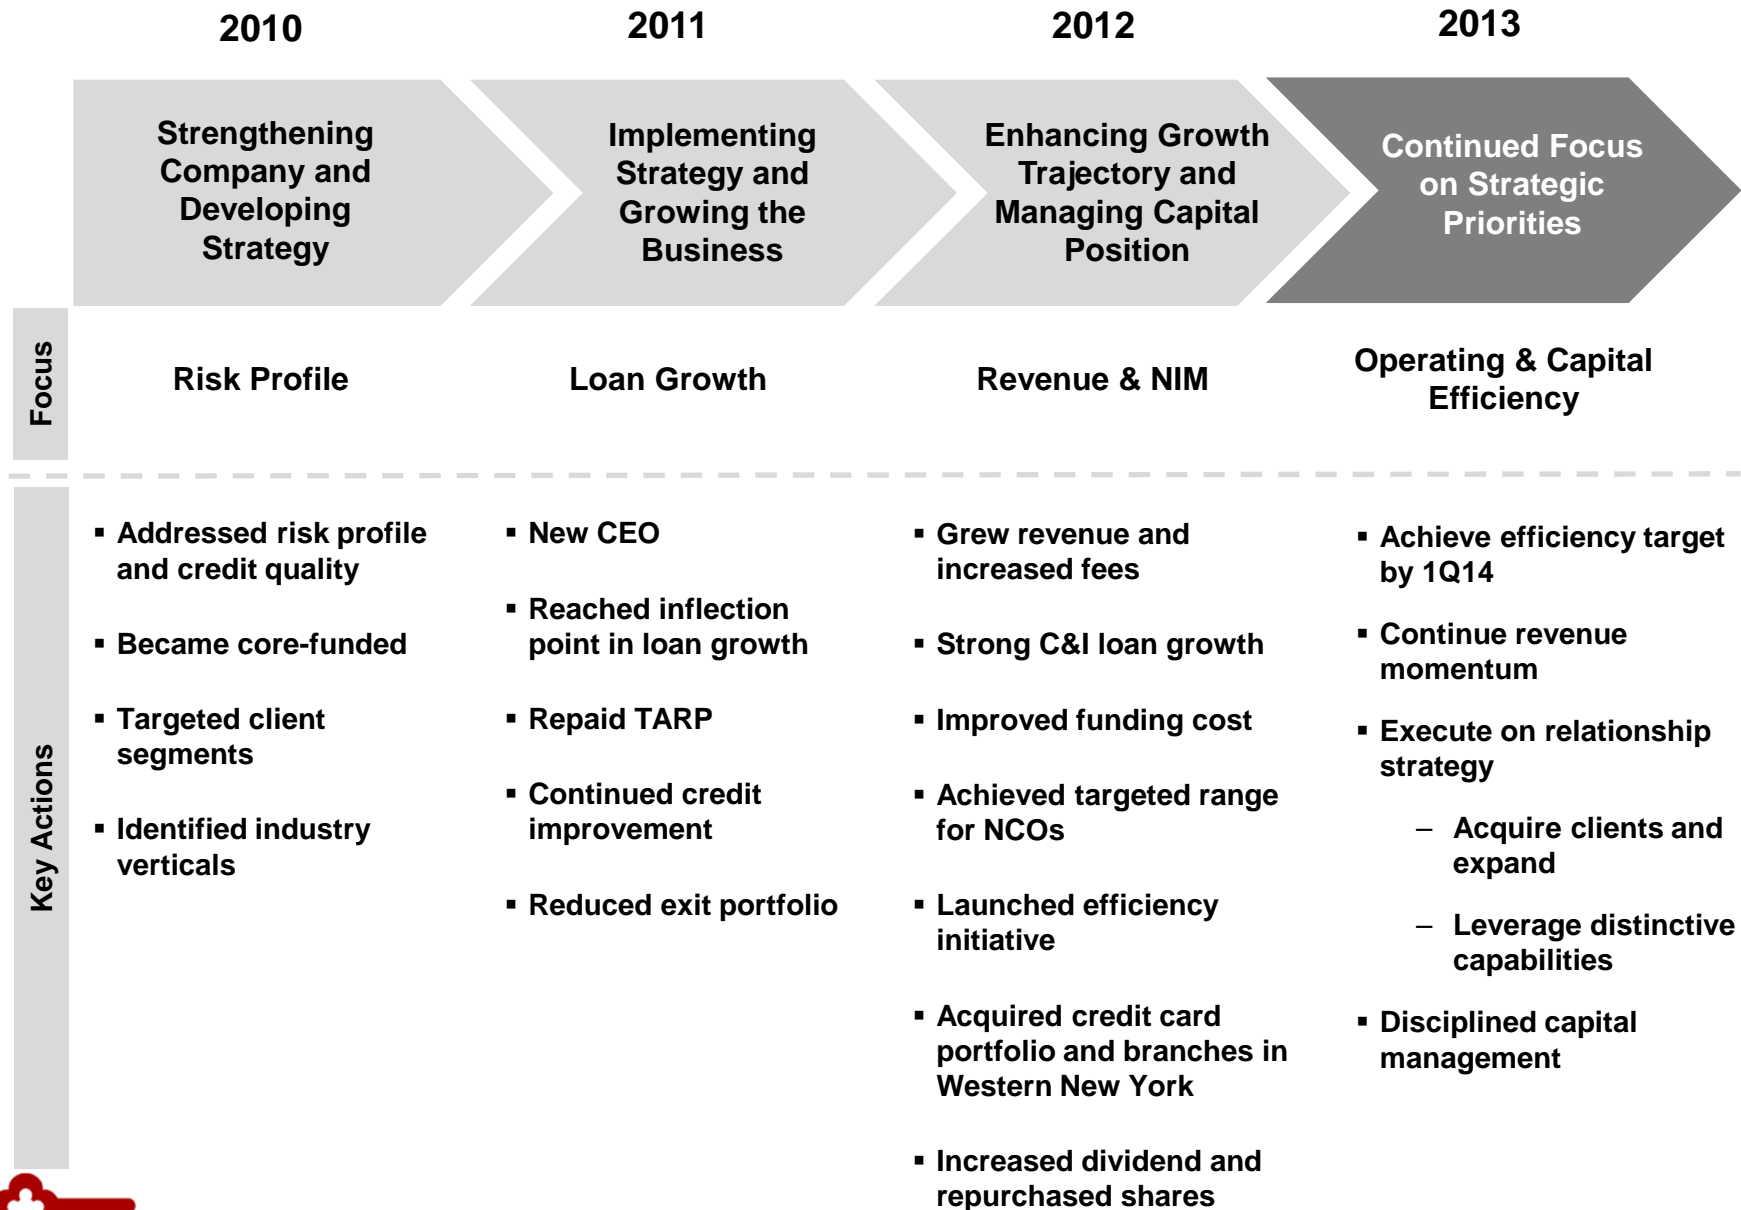 2010
2011
2012
2013
Strengthening
Company and
Developing
Strategy
Implementing
Strategy and
Growing the
Business
Enhancing Growth
Trajectory and
Managing Capital
Position
Continued Focus
on Strategic
Priorities
Focus
Risk Profile
Loan Growth
Revenue & NIM
Operating & Capital
Efficiency
Key Actions
▪ Addressed risk profile
and credit quality
▪ Became core-funded
▪ Targeted client
segments
▪ Identified industry
verticals
▪ New CEO
▪ Reached inflection
point in loan growth
▪ Repaid TARP
▪ Continued credit
improvement
▪ Reduced exit portfolio
▪ Grew revenue and
increased fees
▪ Strong C&I loan growth
▪ Improved funding cost
▪ Achieved targeted range
for NCOs
▪ Launched efficiency
initiative
▪ Acquired credit card
portfolio and branches in
Western New York
▪ Increased dividend and
repurchased shares
▪ Achieve efficiency target
by 1Q14
▪ Continue revenue
momentum
▪ Execute on relationship
strategy
– Acquire clients and
expand
– Leverage distinctive
capabilities
▪ Disciplined capital
management